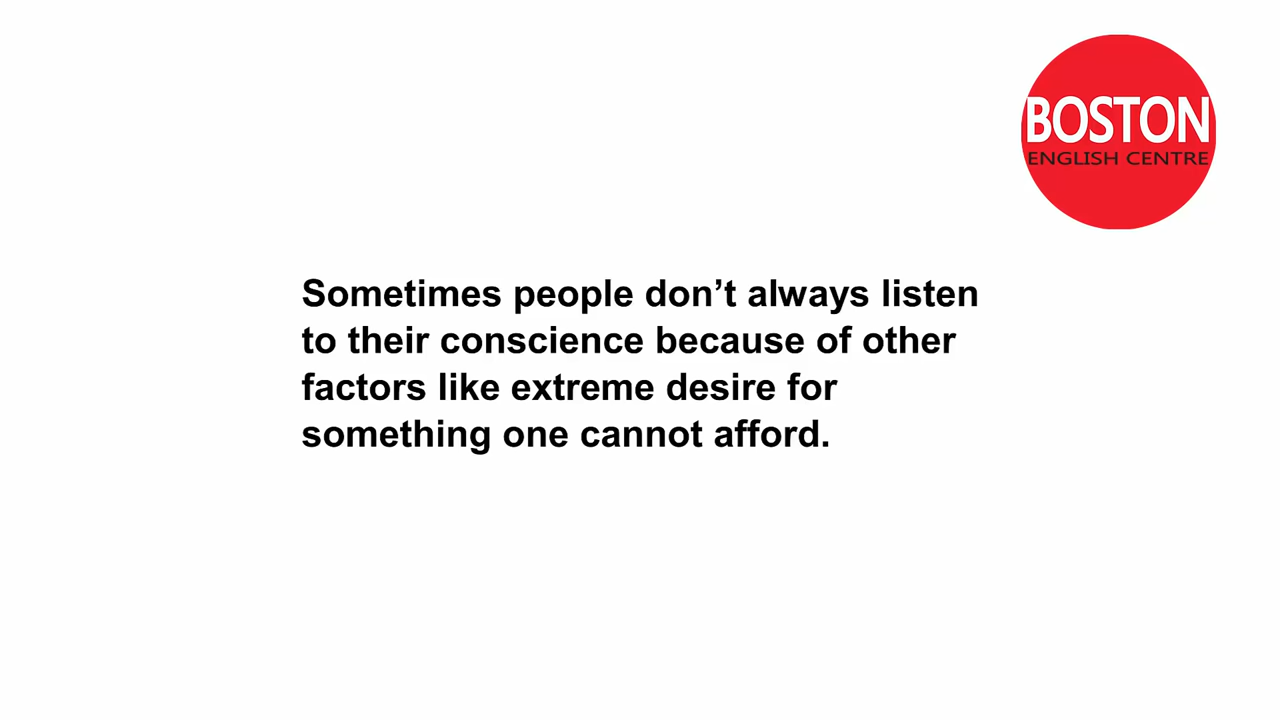 BOSTON
ENGLISH CENTRE
Sometimes people don’t always listen
to their conscience because of other
factors like extreme desire for
something one cannot afford.